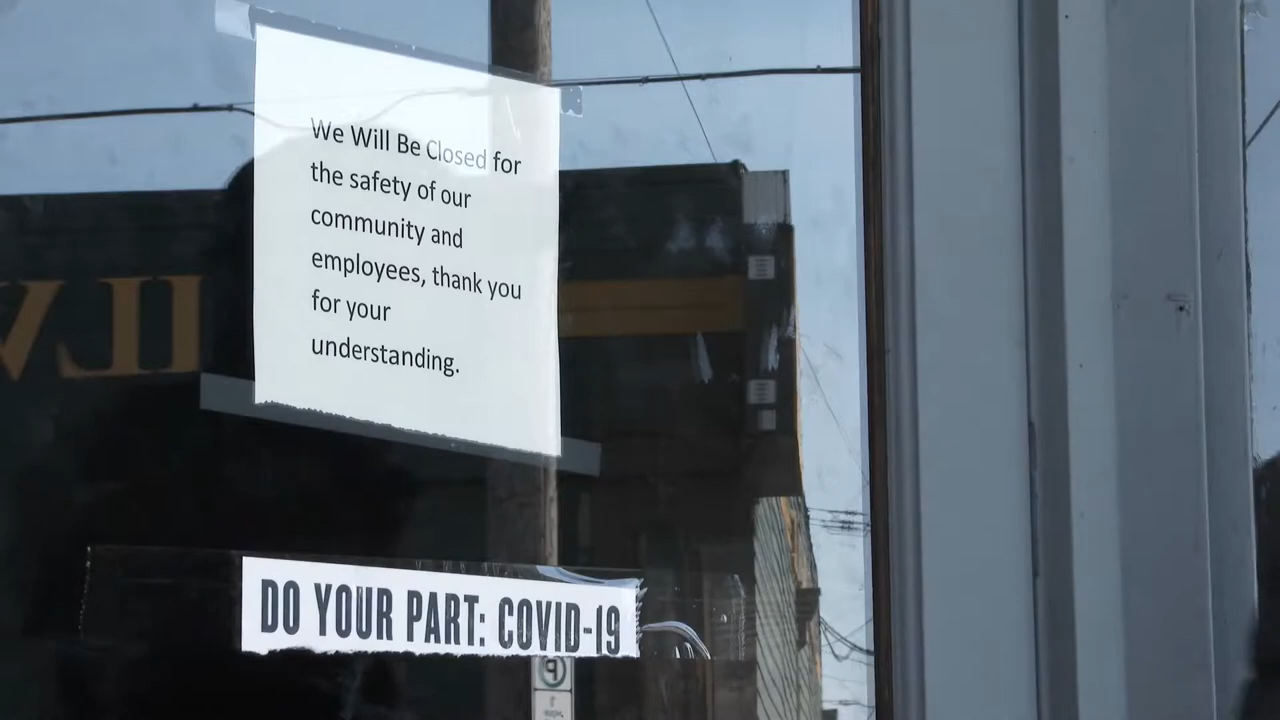 We Will Be Closed for
the safety of our
community and
employees, thank you
for your
understanding.
DO YOUR PART: COVID-19